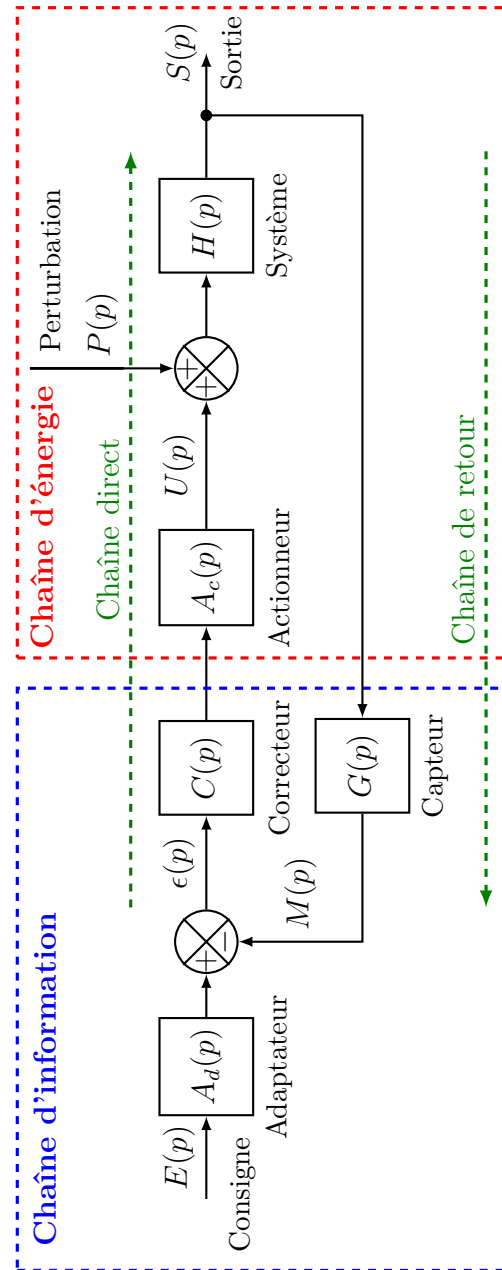 Chaîne d'information
Chaîne d'énergie
Perturbation
P(p)
Chaîne direct
E(p)
Consigne
A_d(p)
Adaptateur
+
−
ϵ(p)
C(p)
Correcteur
A_c(p)
Actionneur
U(p)
+
+
H(p)
Système
S(p)
Sortie
M(p)
G(p)
Capteur
Chaîne de retour